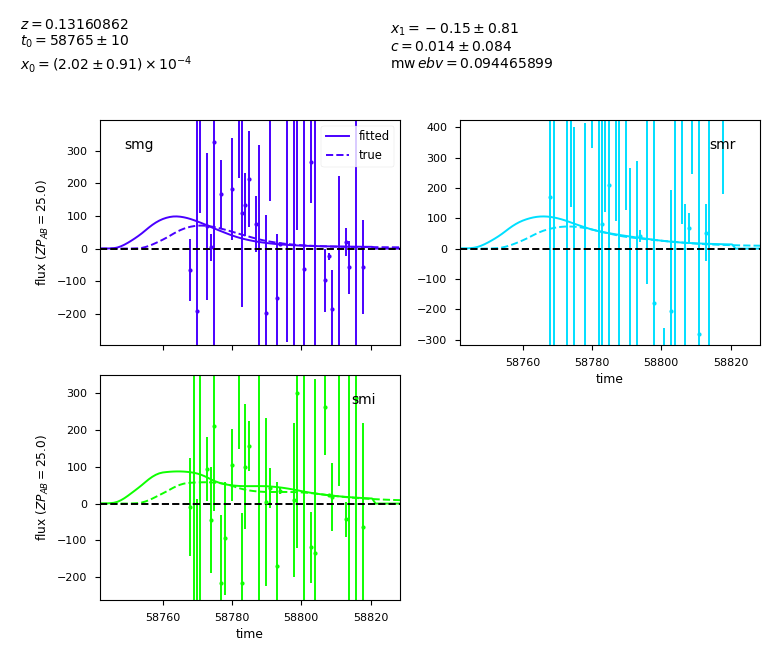 z = 0.13160862
t₀ = 58765 ± 10
x₀ = (2.02 ± 0.91) × 10⁻⁴
x₁ = −0.15 ± 0.81
c = 0.014 ± 0.084
mw ebv = 0.094465899
smg
fitted
true
300
200
100
0
−100
−200
flux (ZP_AB = 25.0)
smr
400
300
200
100
0
−100
−200
−300
58760 58780 58800 58820
time
smi
300
200
100
0
−100
−200
flux (ZP_AB = 25.0)
58760 58780 58800 58820
time